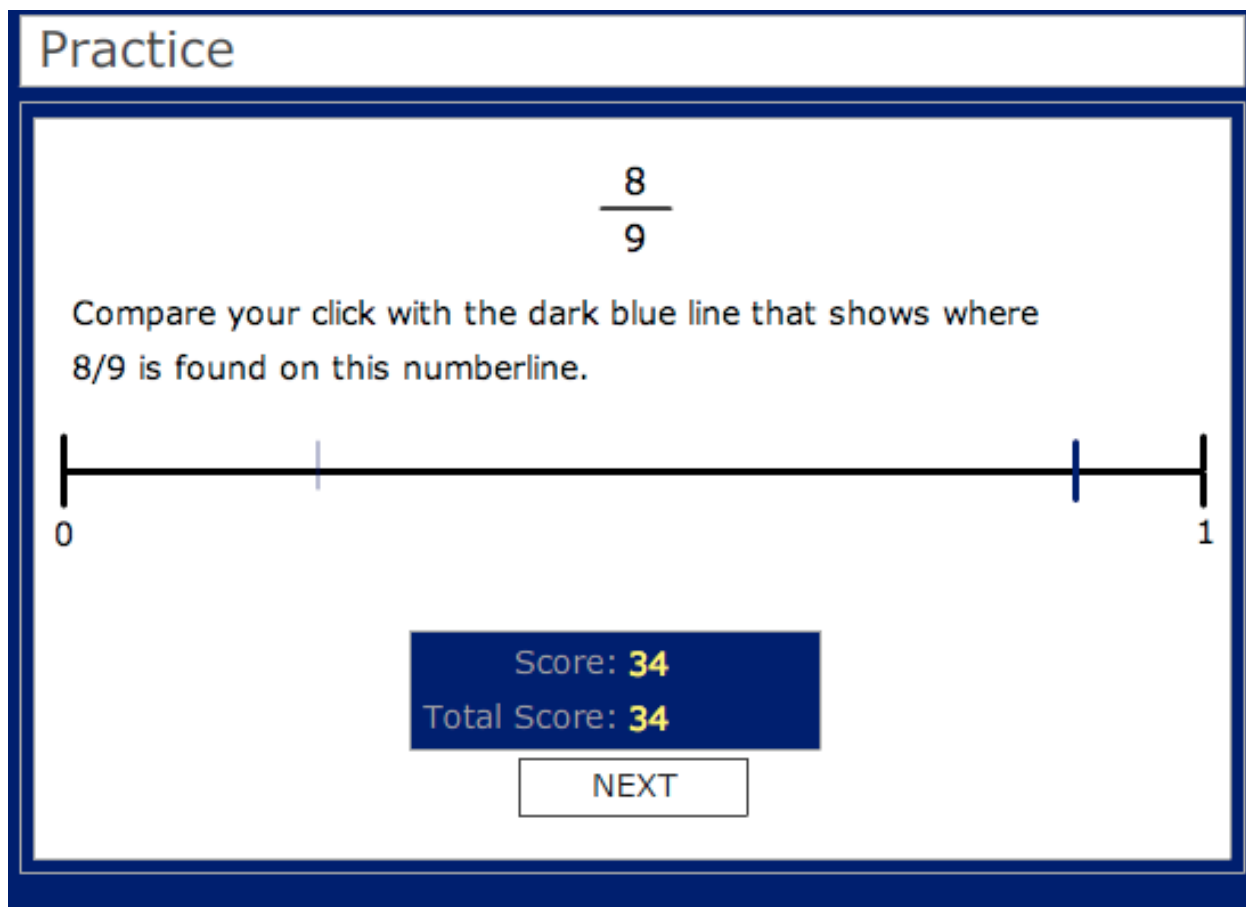 Practice
8
9
Compare your click with the dark blue line that shows where
8/9 is found on this numberline.
0
1
Score: 34
Total Score: 34
NEXT